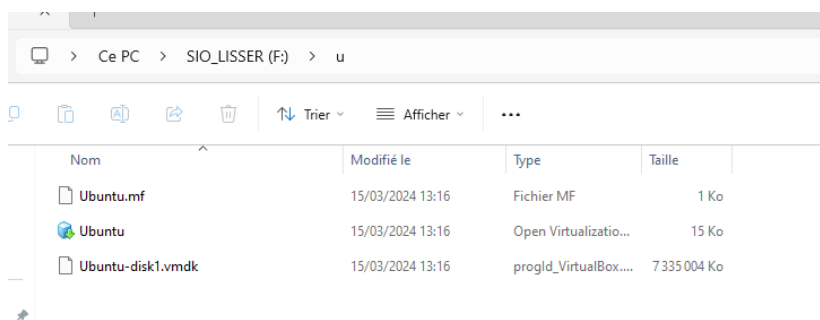 Ce PC > SIO_LISSER (F:) > u
Trier Afficher ...
Nom Modifié le Type Taille
Ubuntu.mf 15/03/2024 13:16 Fichier MF 1 Ko
Ubuntu 15/03/2024 13:16 Open Virtualizatio... 15 Ko
Ubuntu-disk1.vmdk 15/03/2024 13:16 progId_VirtualBox.... 7 335 004 Ko